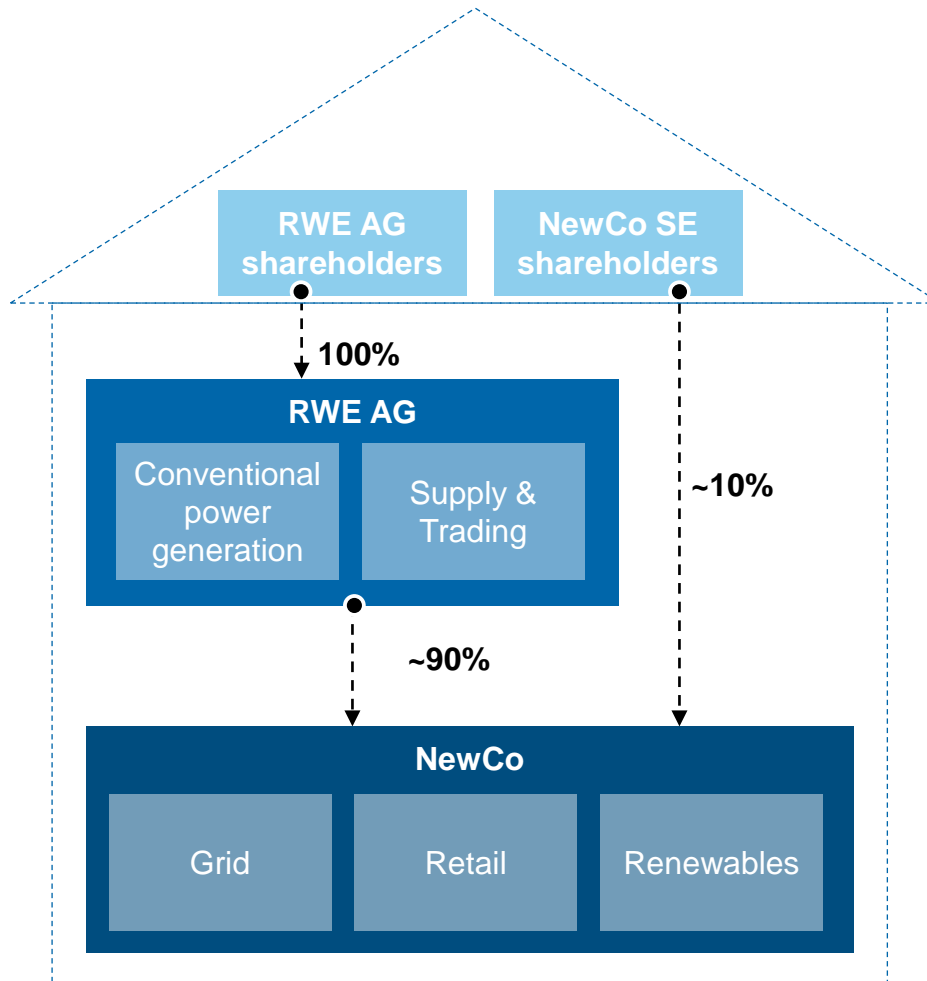 RWE AG
shareholders
NewCo SE
shareholders
100%
RWE AG
Conventional
power
generation
Supply &
Trading
~10%
~90%
NewCo
Grid
Retail
Renewables